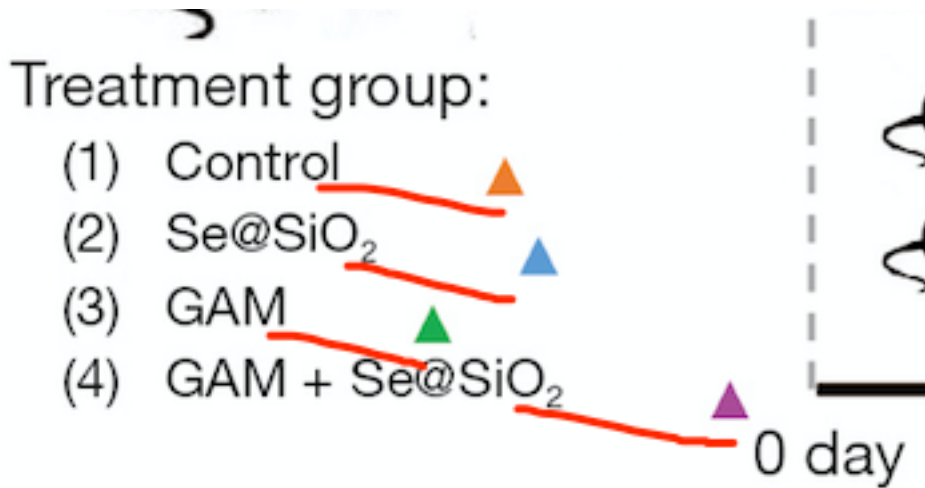 Treatment group:
(1) Control
(2) Se@SiO₂
(3) GAM
(4) GAM + Se@SiO₂
0 day